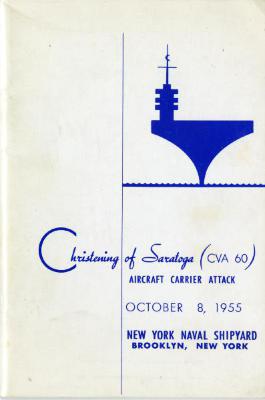 Christening of Saratoga (CVA 60)
AIRCRAFT CARRIER ATTACK
OCTOBER 8, 1955
NEW YORK NAVAL SHIPYARD
BROOKLYN, NEW YORK